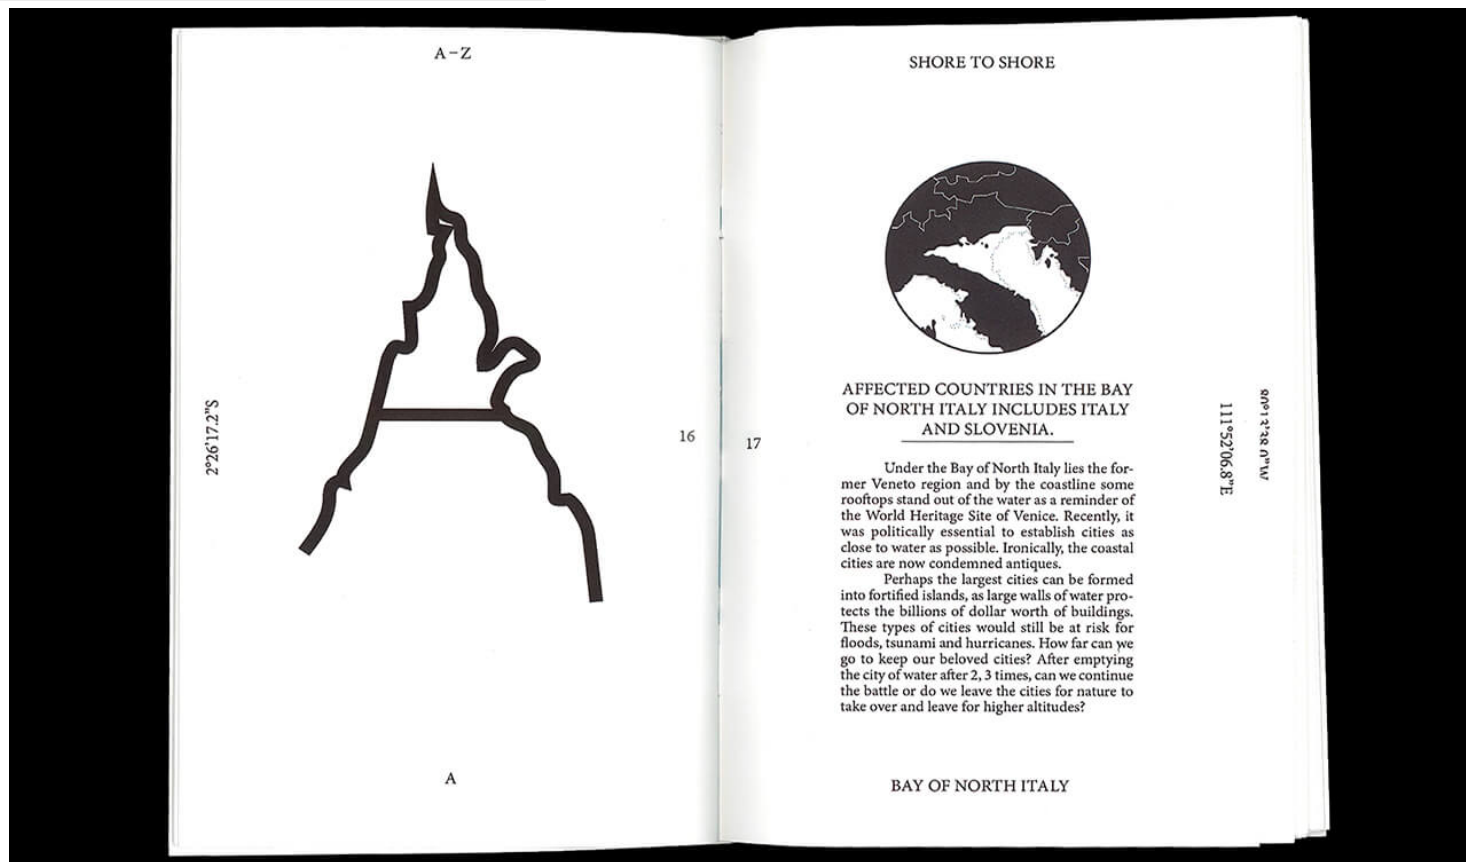 A–Z
2°26'17.2"S
16
A
SHORE TO SHORE
AFFECTED COUNTRIES IN THE BAY
OF NORTH ITALY INCLUDES ITALY
AND SLOVENIA.
17
Under the Bay of North Italy lies the for-
mer Veneto region and by the coastline some
rooftops stand out of the water as a reminder of
the World Heritage Site of Venice. Recently, it
was politically essential to establish cities as
close to water as possible. Ironically, the coastal
cities are now condemned antiques.
Perhaps the largest cities can be formed
into fortified islands, as large walls of water pro-
tects the billions of dollar worth of buildings.
These types of cities would still be at risk for
floods, tsunami and hurricanes. How far can we
go to keep our beloved cities? After emptying
the city of water after 2, 3 times, can we continue
the battle or do we leave the cities for nature to
take over and leave for higher altitudes?
111°52'06.8"E
BAY OF NORTH ITALY